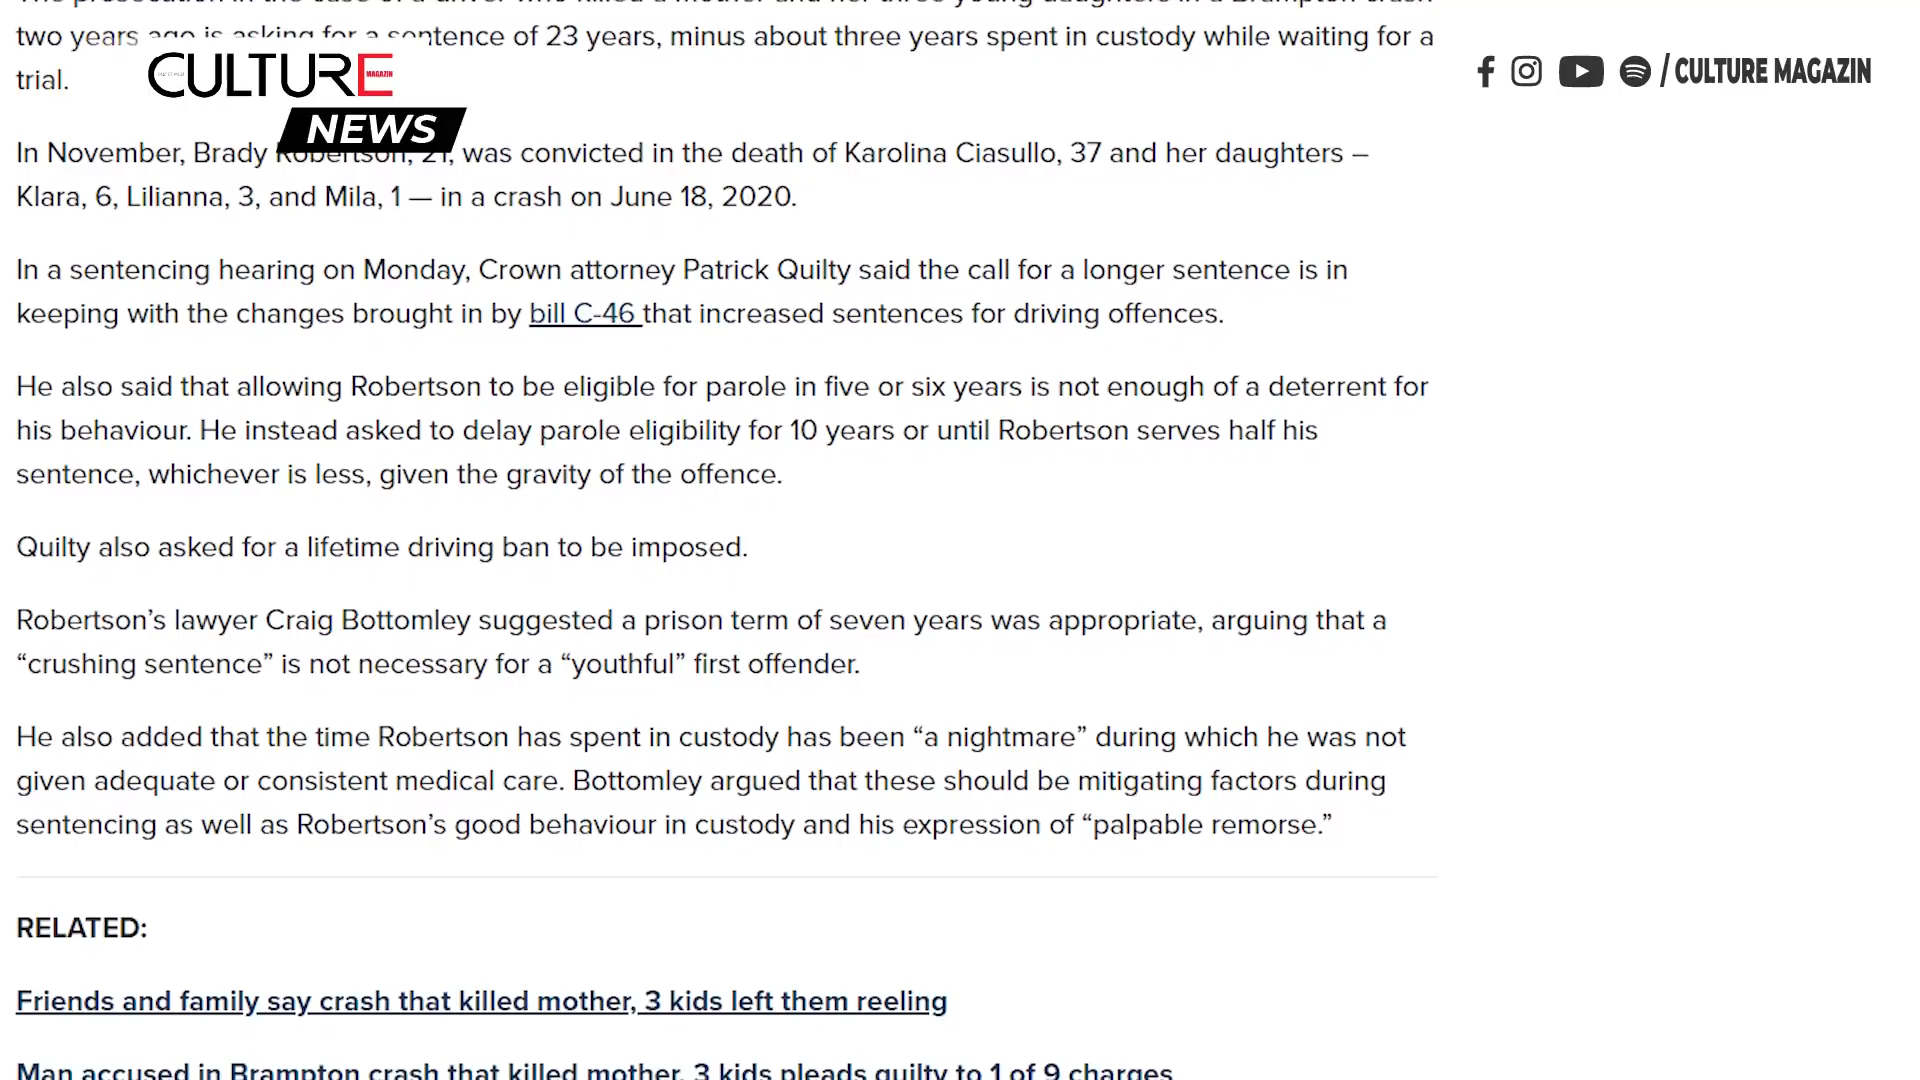 The prosecution in the case of a driver who killed a mother and her three young daughters in a Brampton crash
two years ago is asking for a sentence of 23 years, minus about three years spent in custody while waiting for a
trial.
CULTURE
MAGAZIN
NEWS
/ CULTURE MAGAZIN
In November, Brady Robertson, 21, was convicted in the death of Karolina Ciasullo, 37 and her daughters –
Klara, 6, Lilianna, 3, and Mila, 1 — in a crash on June 18, 2020.
In a sentencing hearing on Monday, Crown attorney Patrick Quilty said the call for a longer sentence is in
keeping with the changes brought in by bill C-46 that increased sentences for driving offences.
He also said that allowing Robertson to be eligible for parole in five or six years is not enough of a deterrent for
his behaviour. He instead asked to delay parole eligibility for 10 years or until Robertson serves half his
sentence, whichever is less, given the gravity of the offence.
Quilty also asked for a lifetime driving ban to be imposed.
Robertson’s lawyer Craig Bottomley suggested a prison term of seven years was appropriate, arguing that a
“crushing sentence” is not necessary for a “youthful” first offender.
He also added that the time Robertson has spent in custody has been “a nightmare” during which he was not
given adequate or consistent medical care. Bottomley argued that these should be mitigating factors during
sentencing as well as Robertson’s good behaviour in custody and his expression of “palpable remorse.”
RELATED:
Friends and family say crash that killed mother, 3 kids left them reeling
Man accused in Brampton crash that killed mother, 3 kids pleads guilty to 1 of 9 charges